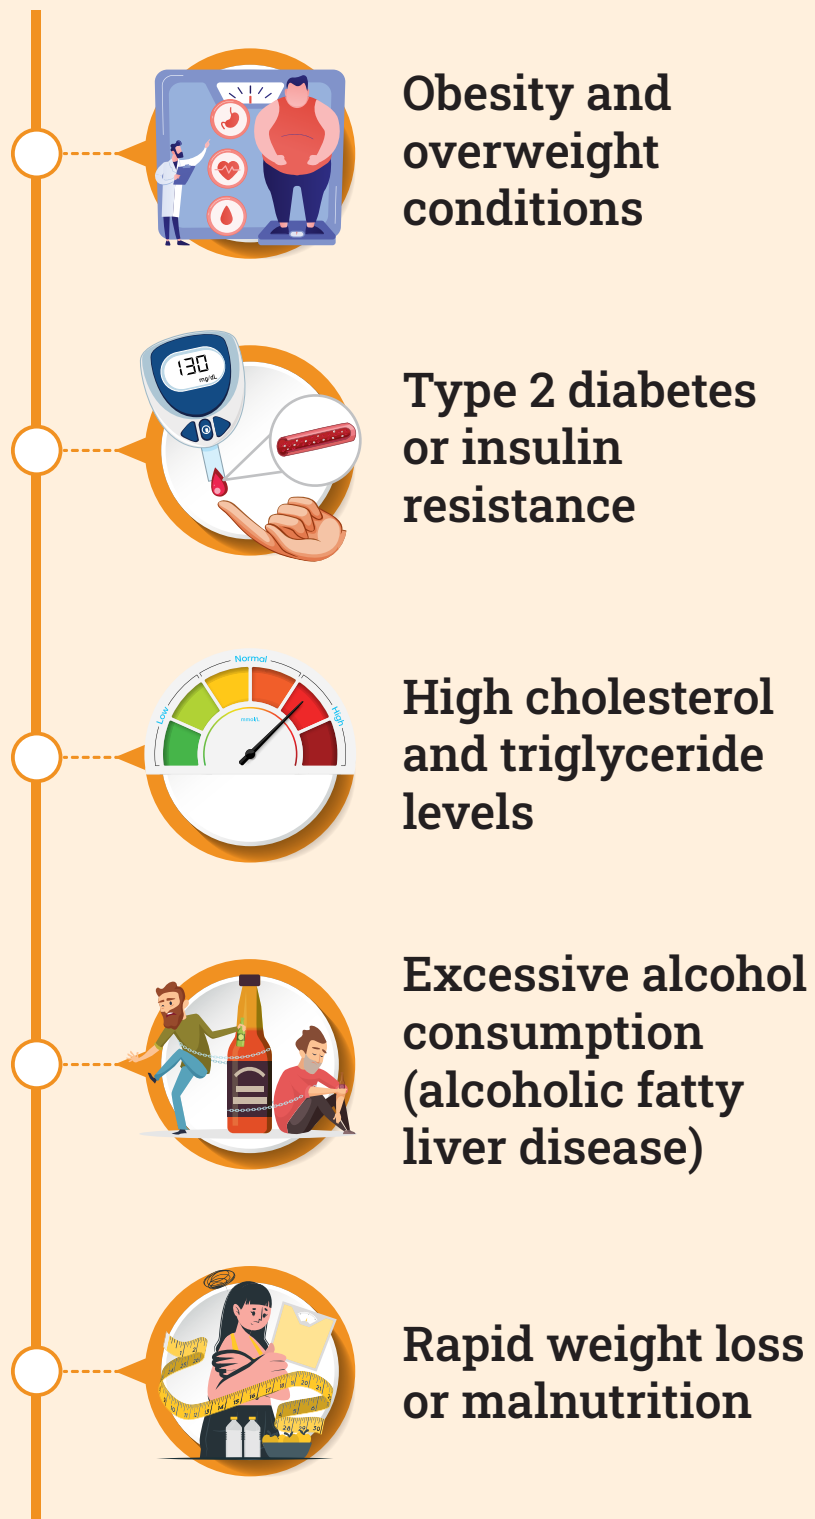 Obesity and
overweight
conditions
130
mg/dL
Type 2 diabetes
or insulin
resistance
Normal
Low
High
mmol/L
High cholesterol
and triglyceride
levels
Excessive alcohol
consumption
(alcoholic fatty
liver disease)
Rapid weight loss
or malnutrition